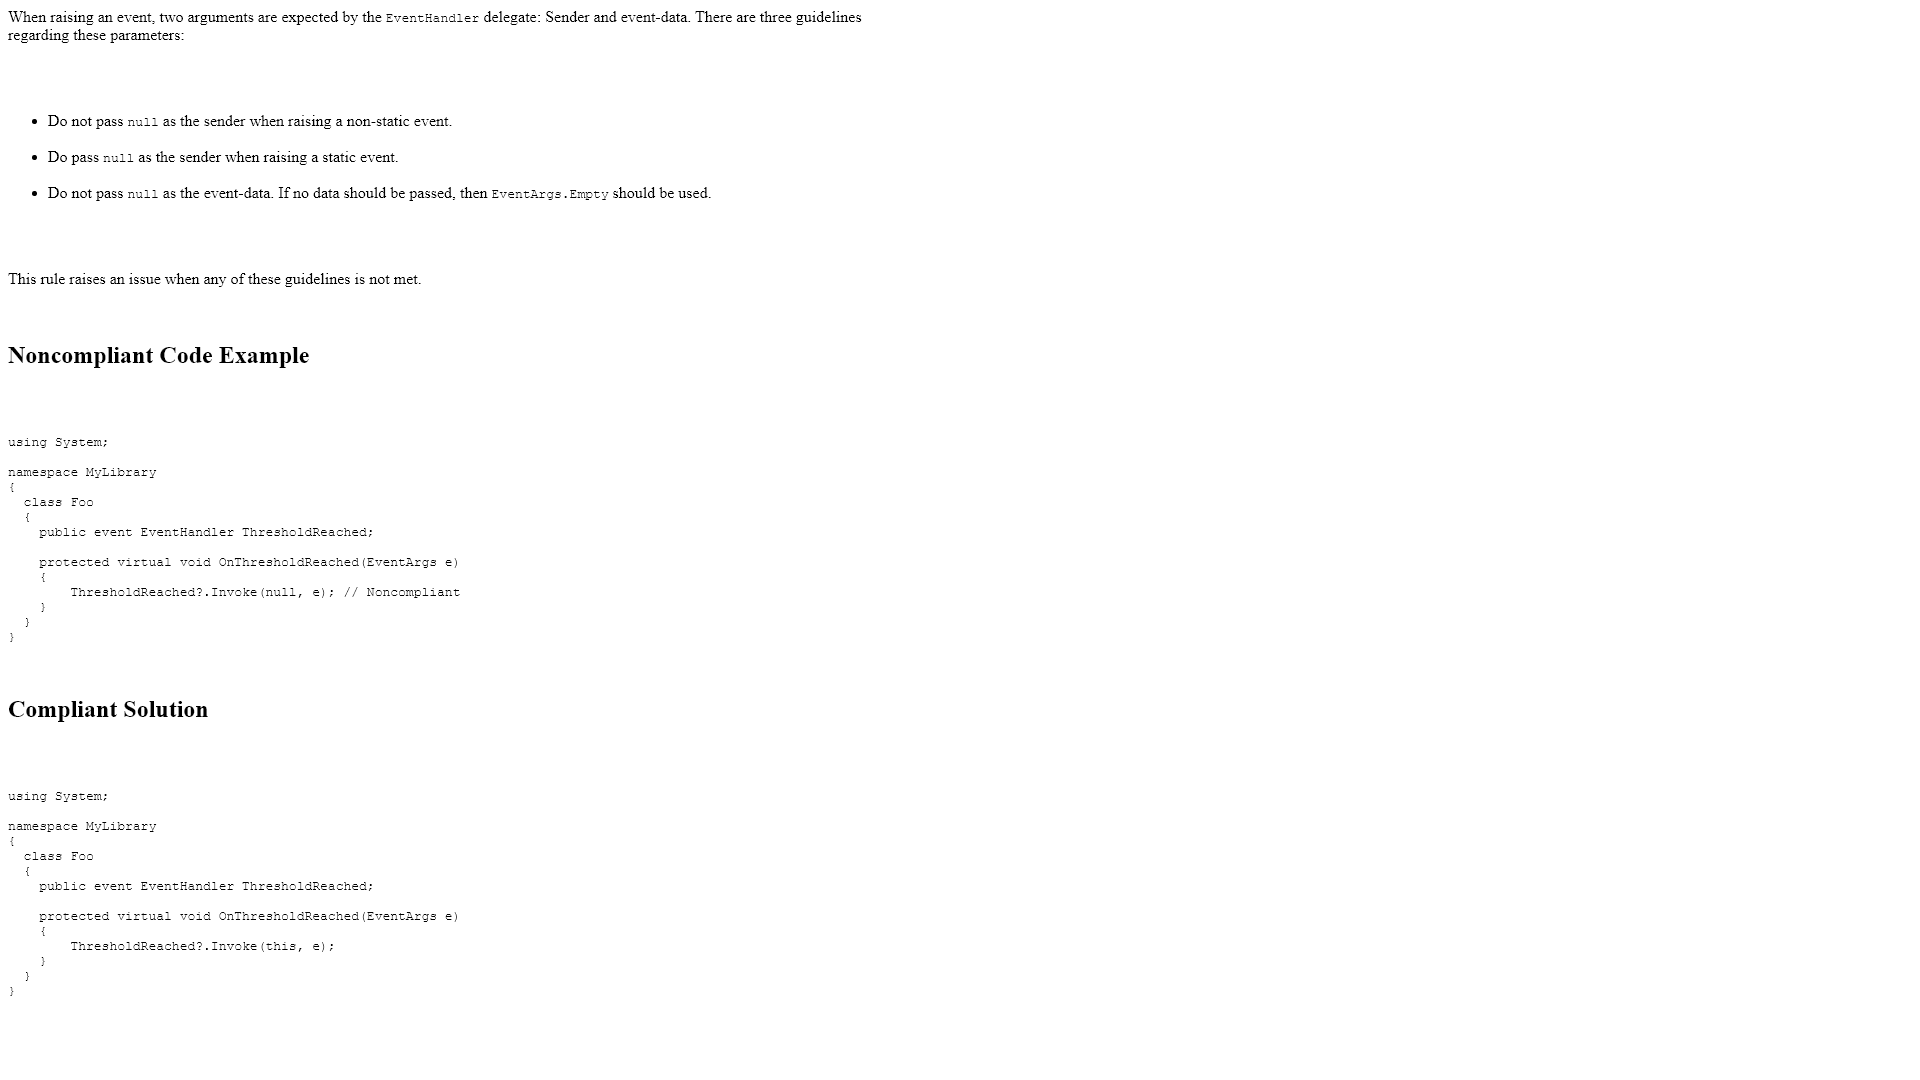 When raising an event, two arguments are expected by the EventHandler delegate: Sender and event-data. There are three guidelines
regarding these parameters:
• Do not pass null as the sender when raising a non-static event.
• Do pass null as the sender when raising a static event.
• Do not pass null as the event-data. If no data should be passed, then EventArgs.Empty should be used.
This rule raises an issue when any of these guidelines is not met.
Noncompliant Code Example
using System;
namespace MyLibrary
{
  class Foo
  {
    public event EventHandler ThresholdReached;
    protected virtual void OnThresholdReached(EventArgs e)
    {
        ThresholdReached?.Invoke(null, e); // Noncompliant
    }
  }
}
Compliant Solution
using System;
namespace MyLibrary
{
  class Foo
  {
    public event EventHandler ThresholdReached;
    protected virtual void OnThresholdReached(EventArgs e)
    {
        ThresholdReached?.Invoke(this, e);
    }
  }
}